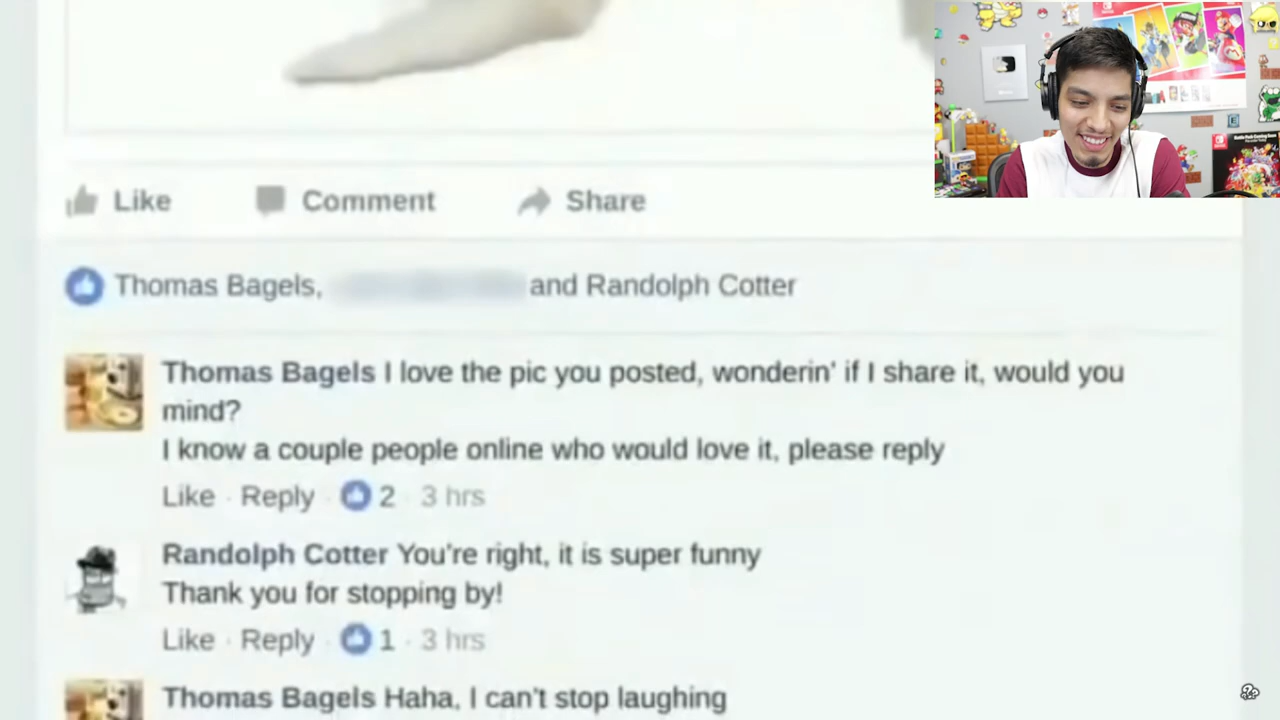 Like Comment Share
Thomas Bagels, and Randolph Cotter
Thomas Bagels I love the pic you posted, wonderin' if I share it, would you
mind?
I know a couple people online who would love it, please reply
Like · Reply · 2 · 3 hrs
Randolph Cotter You're right, it is super funny
Thank you for stopping by!
Like · Reply · 1 · 3 hrs
Thomas Bagels Haha, I can't stop laughing